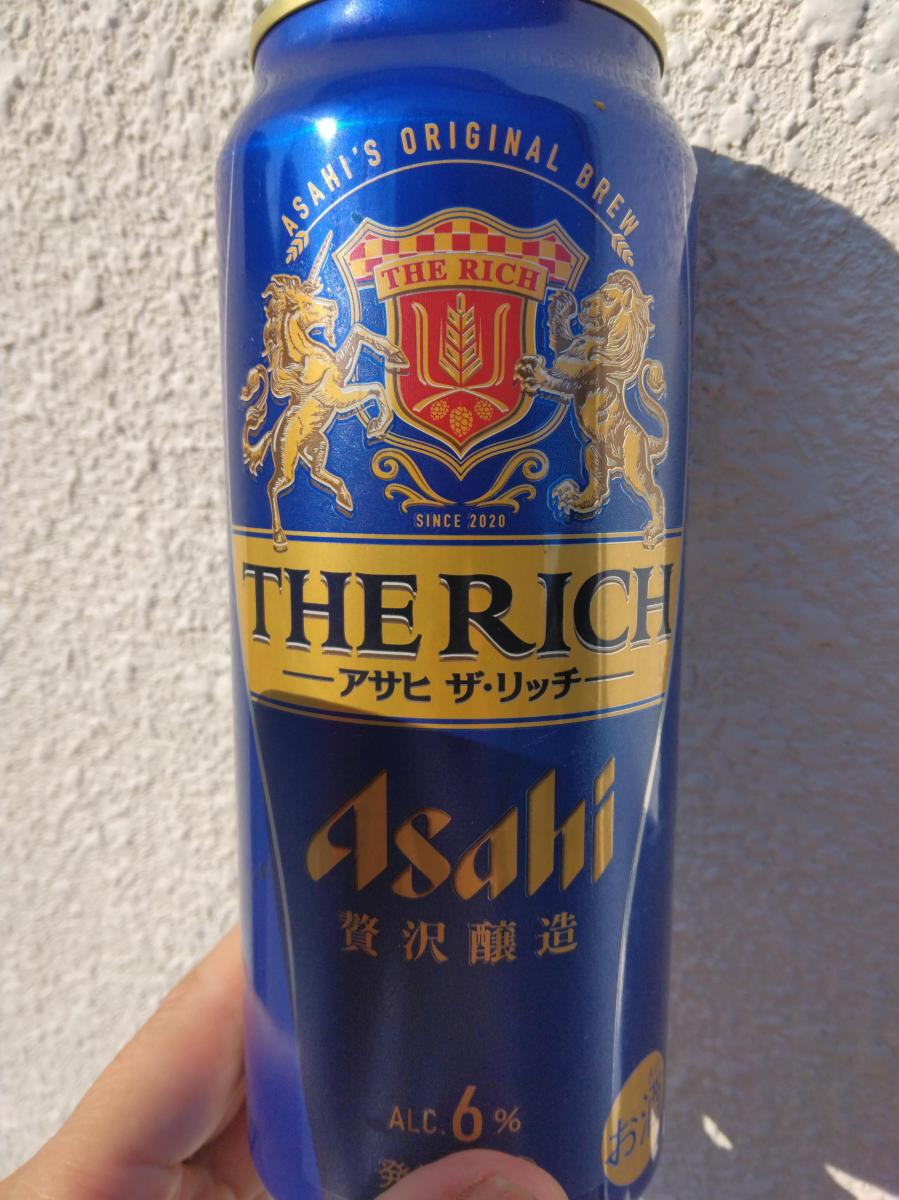 ASAHI'S ORIGINAL BREW
THE RICH
SINCE 2020
THE RICH
アサヒ ザ・リッチ
Asahi
贅沢醸造
ALC.6%
お酒
発